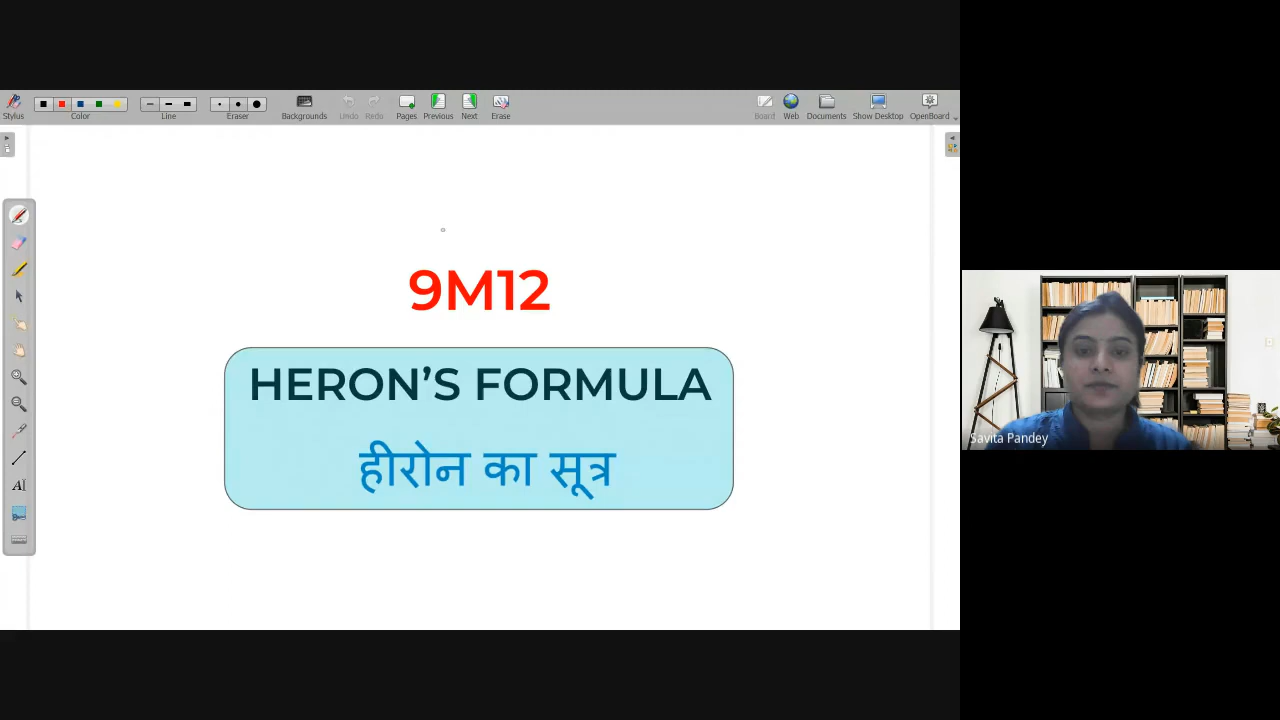 Stylus
Color
Line
Eraser
Backgrounds
Undo
Redo
Pages
Previous
Next
Erase
Board
Web
Documents
Show Desktop
OpenBoard
9M12
HERON'S FORMULA
हीरोन का सूत्र
Savita Pandey